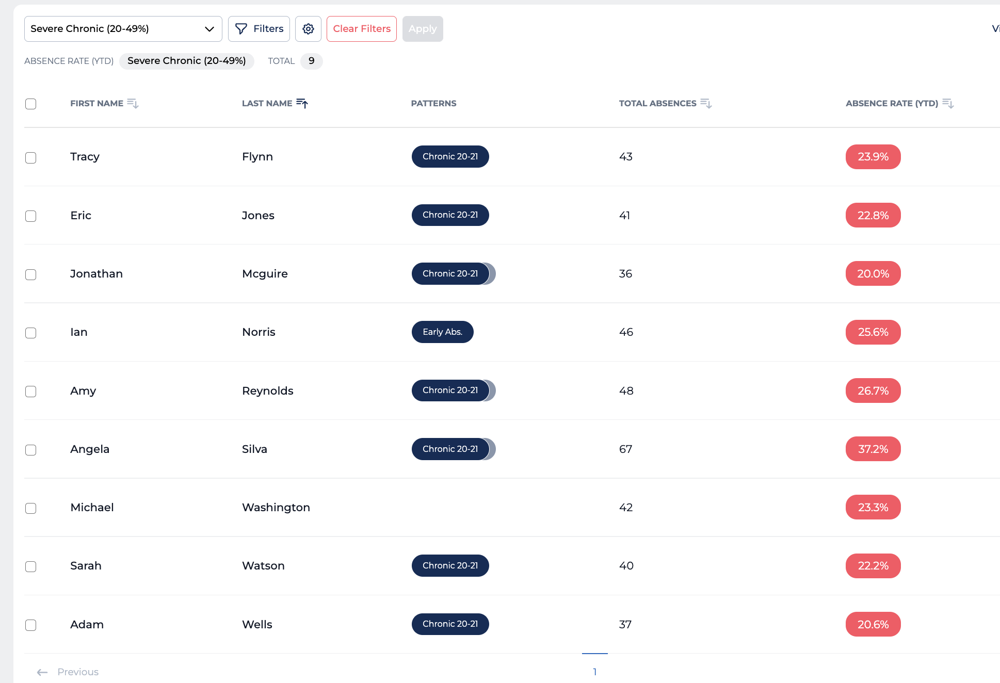 Severe Chronic (20-49%) Filters Clear Filters Apply
ABSENCE RATE (YTD) Severe Chronic (20-49%) TOTAL 9
FIRST NAME LAST NAME PATTERNS TOTAL ABSENCES ABSENCE RATE (YTD)
Tracy Flynn Chronic 20-21 43 23.9%
Eric Jones Chronic 20-21 41 22.8%
Jonathan Mcguire Chronic 20-21 36 20.0%
Ian Norris Early Abs. 46 25.6%
Amy Reynolds Chronic 20-21 48 26.7%
Angela Silva Chronic 20-21 67 37.2%
Michael Washington 42 23.3%
Sarah Watson Chronic 20-21 40 22.2%
Adam Wells Chronic 20-21 37 20.6%
Previous 1